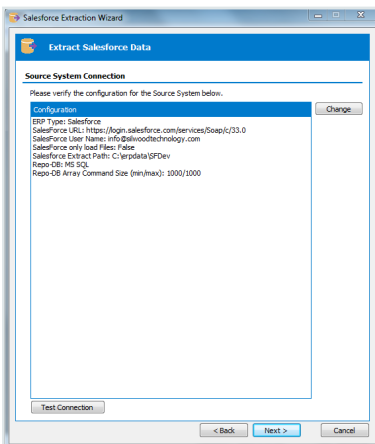 Salesforce Extraction Wizard
Extract Salesforce Data
Source System Connection
Please verify the configuration for the Source System below.
Configuration
Change
ERP Type: Salesforce
SalesForce URL: https://login.salesforce.com/services/Soap/c/33.0
SalesForce User Name: info@silwoodtechnology.com
SalesForce only load Files: False
Salesforce Extract Path: C:\erpdata\SFDev
Repo-DB: MS SQL
Repo-DB Array Command Size (min/max): 1000/1000
Test Connection
< Back
Next >
Cancel